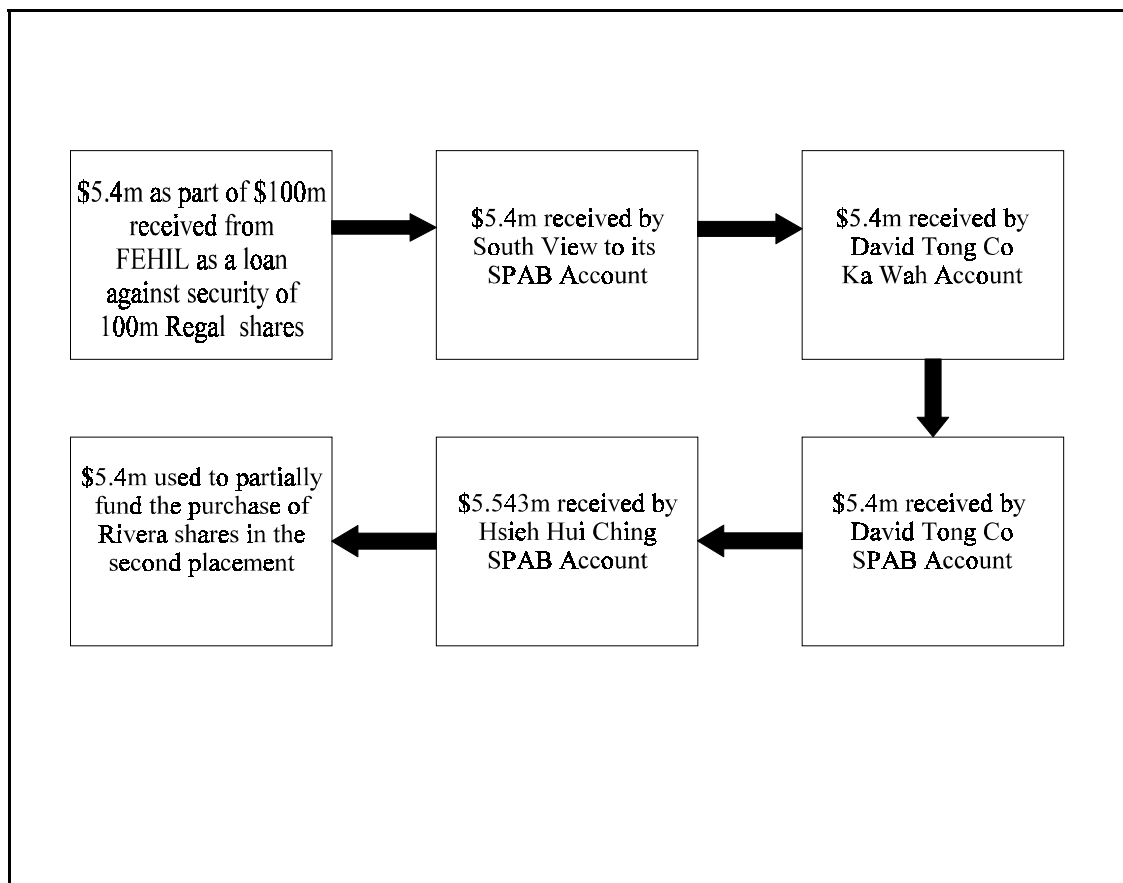 $5.4m as part of $100m
received from
FEHIL as a loan
against security of
100m Regal shares
$5.4m received by
South View to its
SPAB Account
$5.4m received by
David Tong Co
Ka Wah Account
$5.4m received by
David Tong Co
SPAB Account
$5.543m received by
Hsieh Hui Ching
SPAB Account
$5.4m used to partially
fund the purchase of
Rivera shares in the
second placement